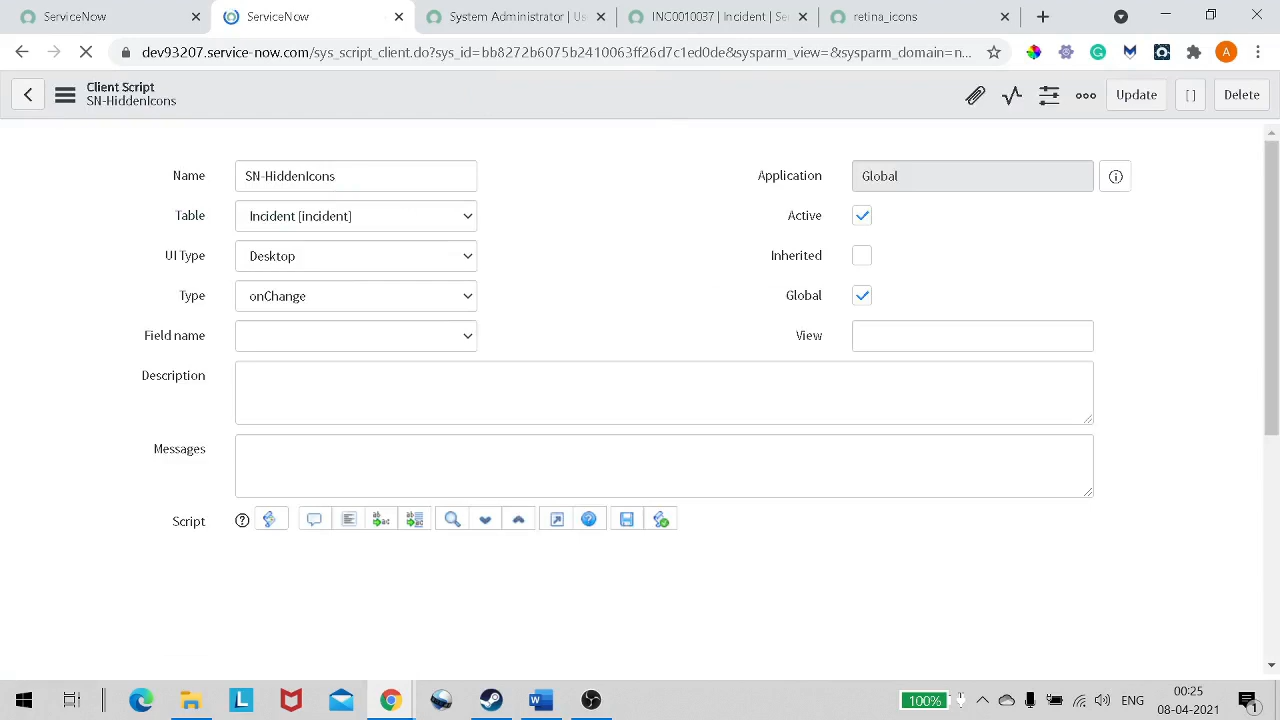 ServiceNow
ServiceNow
System Administrator | Us
INC0010037 | Incident | Se
retina_icons
dev93207.service-now.com/sys_script_client.do?sys_id=bb8272b6075b2410063ff26d7c1ed0de&sysparm_view=&sysparm_domain=n...
A
Client Script
SN-HiddenIcons
Update
[ ]
Delete
Name
SN-HiddenIcons
Application
Global
Table
Incident [incident]
Active
UI Type
Desktop
Inherited
Type
onChange
Global
Field name
View
Description
Messages
Script
100%
ENG
00:25
08-04-2021
1